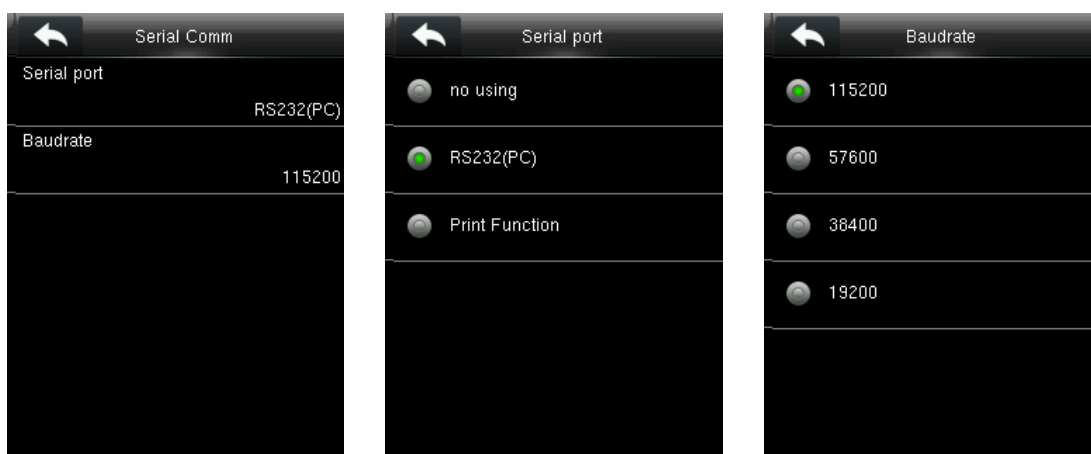 Serial Comm
Serial port
RS232(PC)
Baudrate
115200
Serial port
no using
RS232(PC)
Print Function
Baudrate
115200
57600
38400
19200